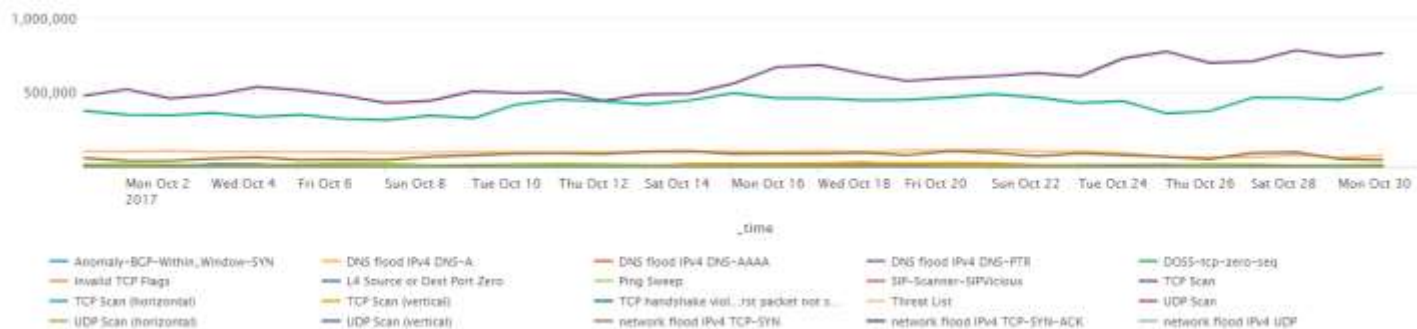 1,000,000
500,000
Mon Oct 2 Wed Oct 4 Fri Oct 6 Sun Oct 8 Tue Oct 10 Thu Oct 12 Sat Oct 14 Mon Oct 16 Wed Oct 18 Fri Oct 20 Sun Oct 22 Tue Oct 24 Thu Oct 26 Sat Oct 28 Mon Oct 30
2017
_time
Anomaly-BGP-Within_Window-SYN DNS flood IPv4 DNS-A DNS flood IPv4 DNS-AAAA DNS flood IPv4 DNS-PTR DOSS-tcp-zero-seq
Invalid TCP Flags L4 Source or Dest Port Zero Ping Sweep SIP-Scanner-SIPVicious TCP Scan
TCP Scan (horizontal) TCP Scan (vertical) TCP handshake viol...rst packet not s... Threat List UDP Scan
UDP Scan (horizontal) UDP Scan (vertical) network flood IPv4 TCP-SYN network flood IPv4 TCP-SYN-ACK network flood IPv4 UDP